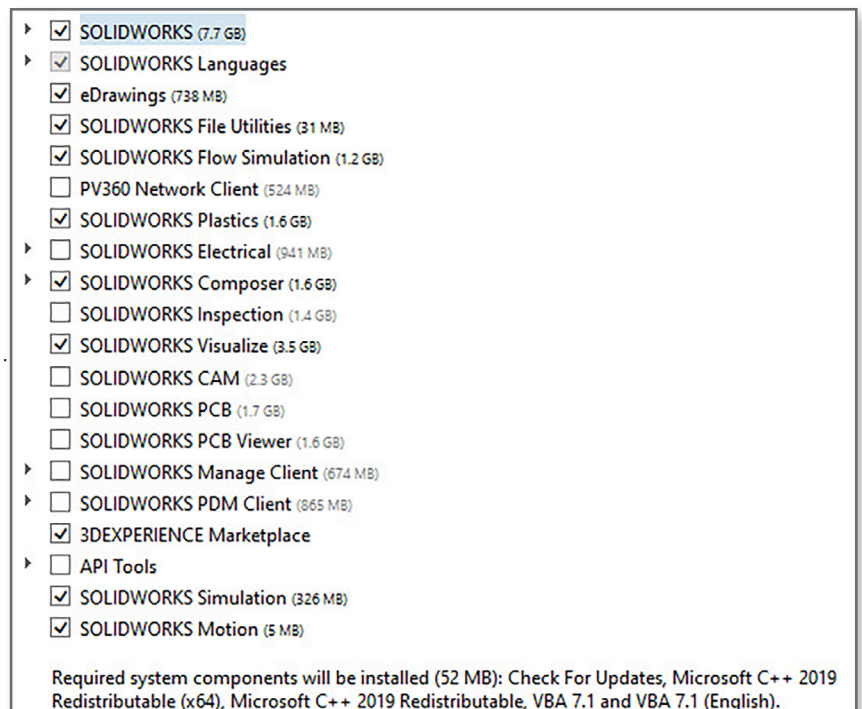 SOLIDWORKS (7.7 GB)
SOLIDWORKS Languages
eDrawings (738 MB)
SOLIDWORKS File Utilities (31 MB)
SOLIDWORKS Flow Simulation (1.2 GB)
PV360 Network Client (524 MB)
SOLIDWORKS Plastics (1.6 GB)
SOLIDWORKS Electrical (941 MB)
SOLIDWORKS Composer (1.6 GB)
SOLIDWORKS Inspection (1.4 GB)
SOLIDWORKS Visualize (3.5 GB)
SOLIDWORKS CAM (2.3 GB)
SOLIDWORKS PCB (1.7 GB)
SOLIDWORKS PCB Viewer (1.6 GB)
SOLIDWORKS Manage Client (674 MB)
SOLIDWORKS PDM Client (865 MB)
3DEXPERIENCE Marketplace
API Tools
SOLIDWORKS Simulation (326 MB)
SOLIDWORKS Motion (5 MB)
Required system components will be installed (52 MB): Check For Updates, Microsoft C++ 2019
Redistributable (x64), Microsoft C++ 2019 Redistributable, VBA 7.1 and VBA 7.1 (English).